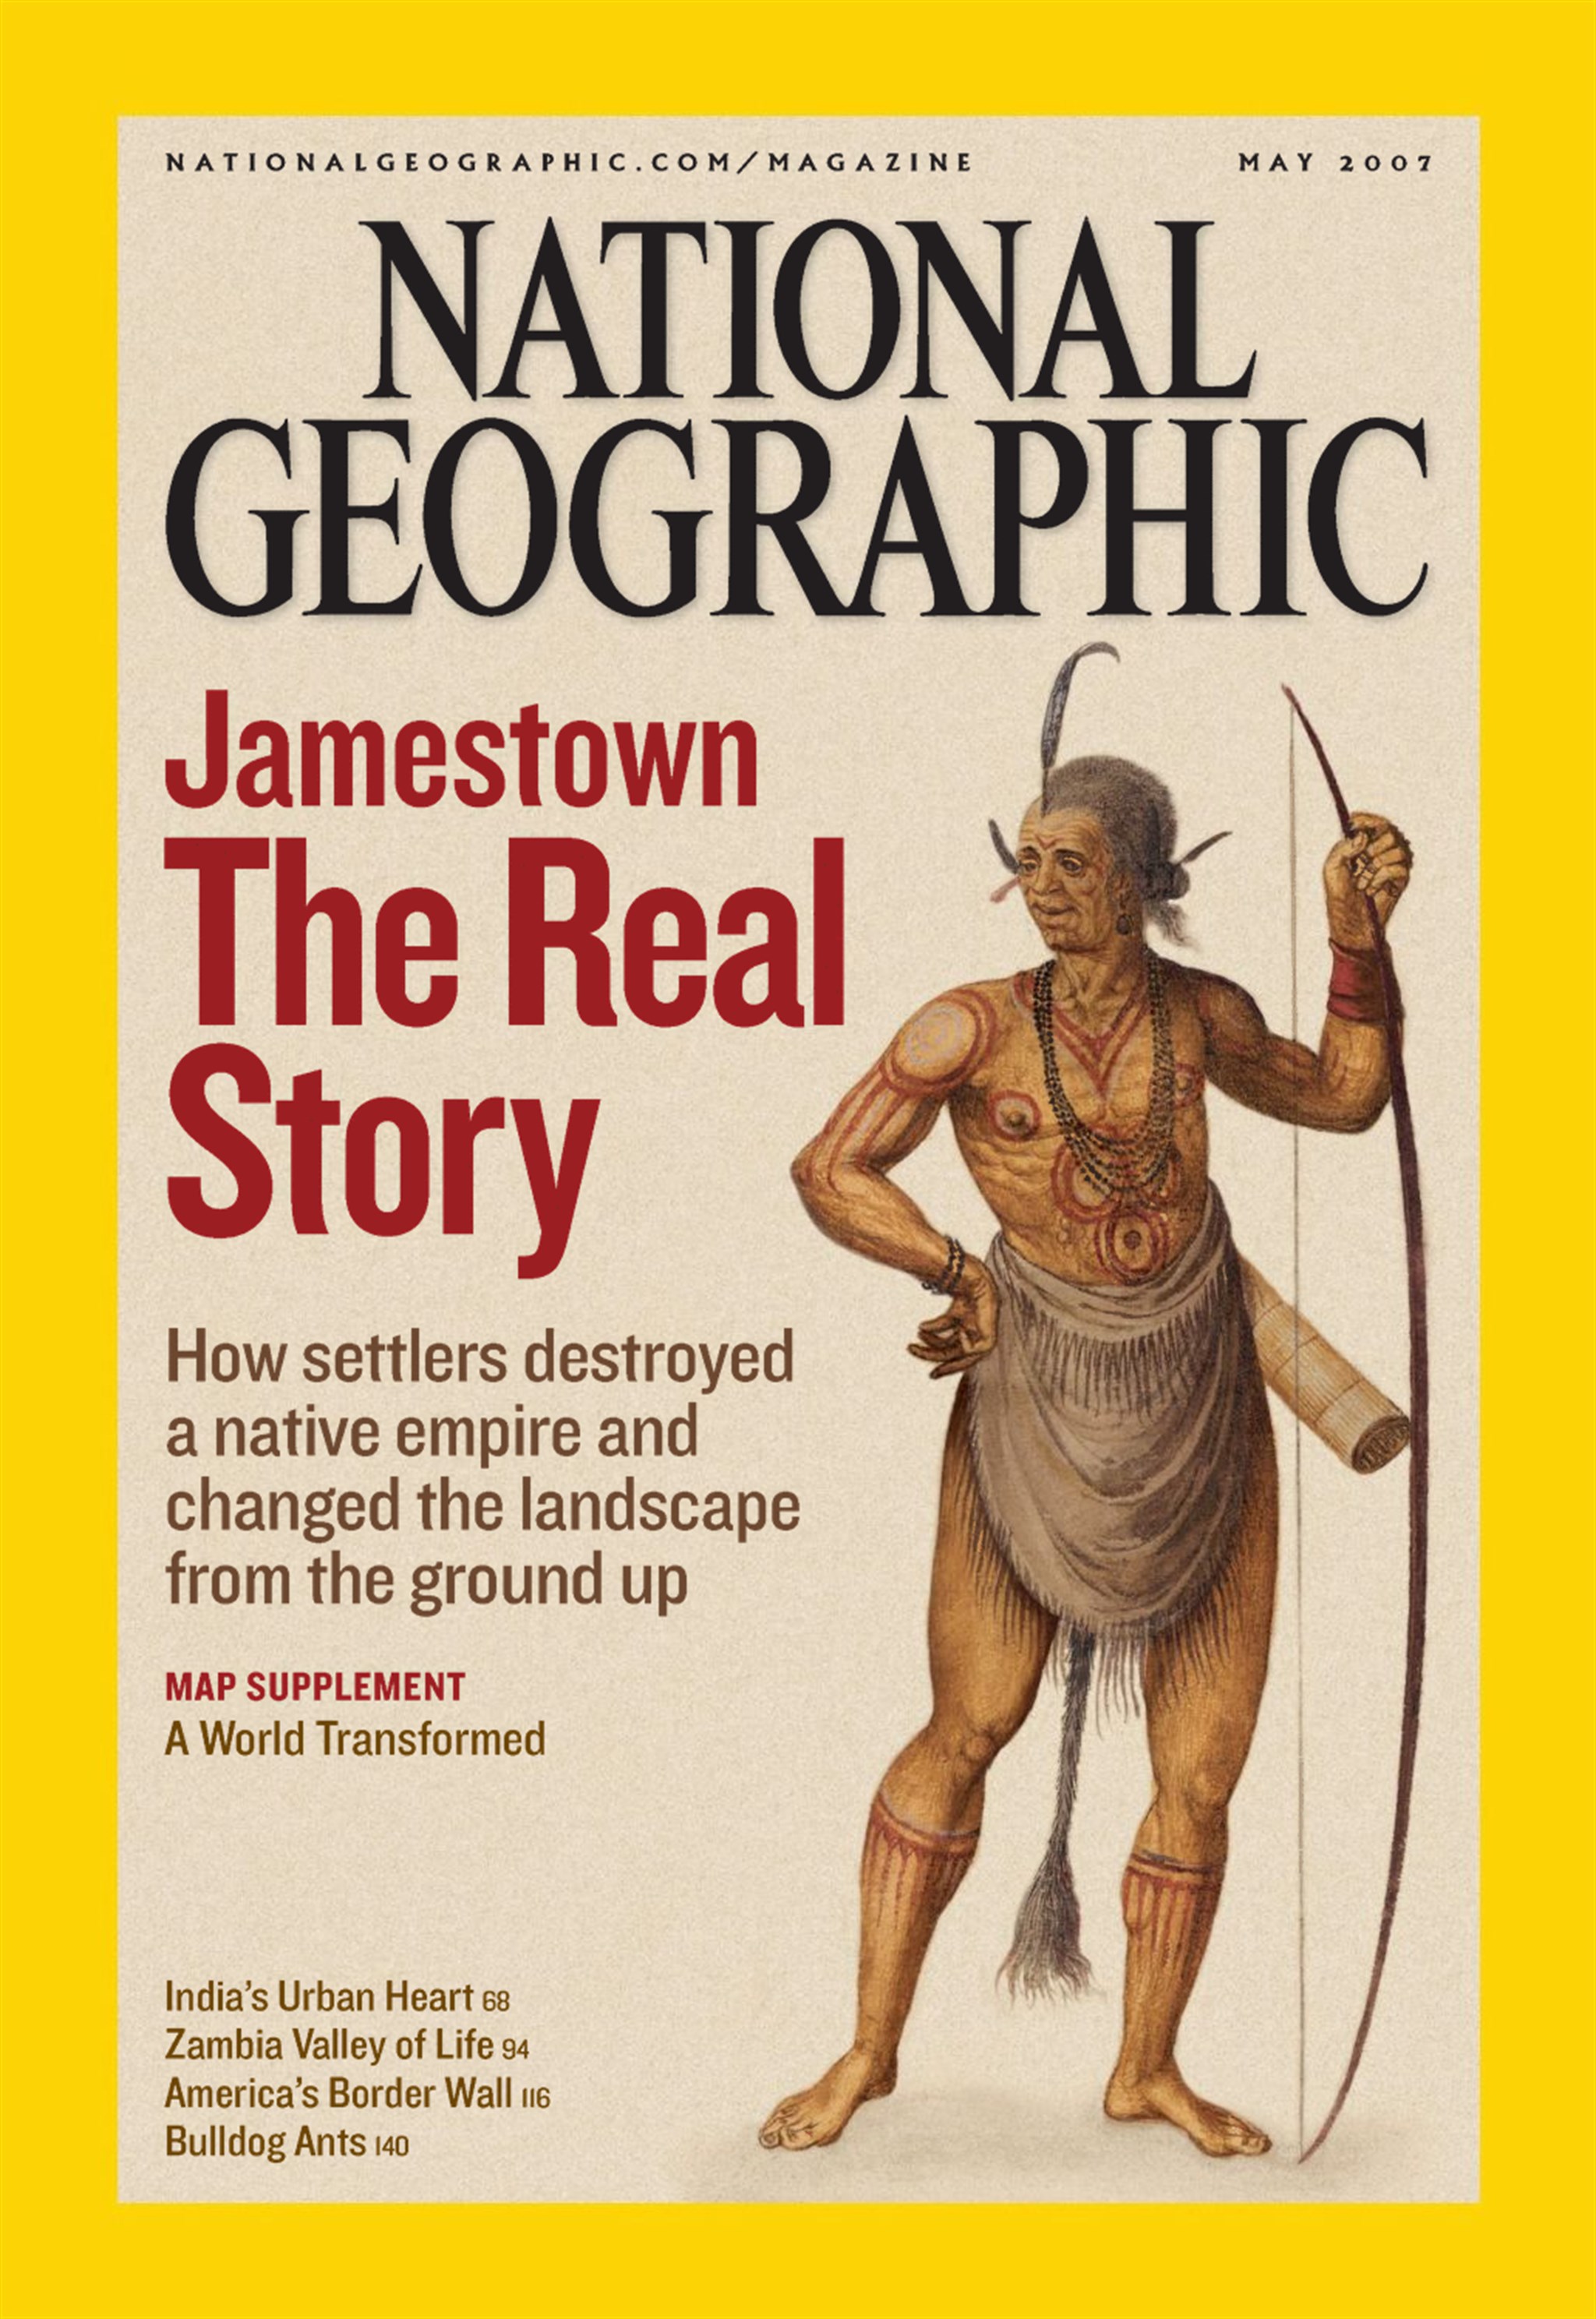 NATIONALGEOGRAPHIC.COM/MAGAZINE
MAY 2007
NATIONAL
GEOGRAPHIC
Jamestown
The Real
Story
How settlers destroyed
a native empire and
changed the landscape
from the ground up
MAP SUPPLEMENT
A World Transformed
India's Urban Heart 68
Zambia Valley of Life 94
America's Border Wall 116
Bulldog Ants 140